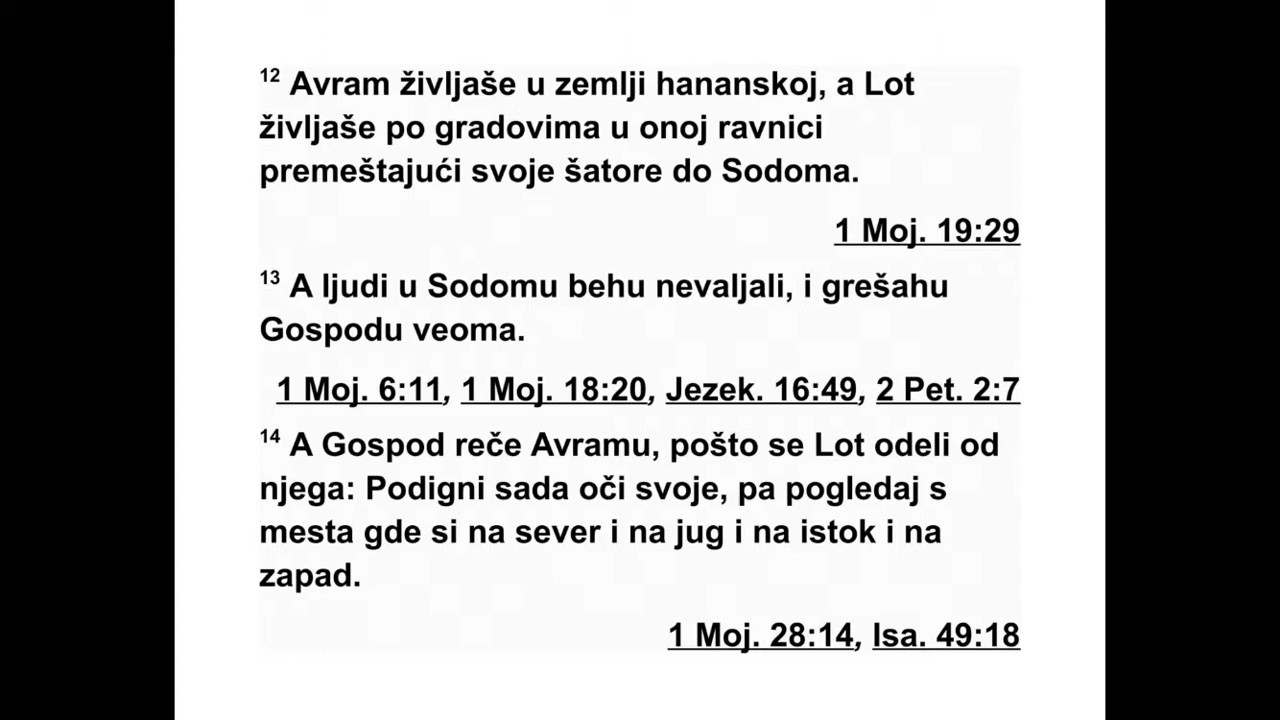 12 Avram življaše u zemlji hananskoj, a Lot
življaše po gradovima u onoj ravnici
premeštajući svoje šatore do Sodoma.
1 Moj. 19:29
13 A ljudi u Sodomu behu nevaljali, i grešahu
Gospodu veoma.
1 Moj. 6:11, 1 Moj. 18:20, Jezek. 16:49, 2 Pet. 2:7
14 A Gospod reče Avramu, pošto se Lot odeli od
njega: Podigni sada oči svoje, pa pogledaj s
mesta gde si na sever i na jug i na istok i na
zapad.
1 Moj. 28:14, Isa. 49:18